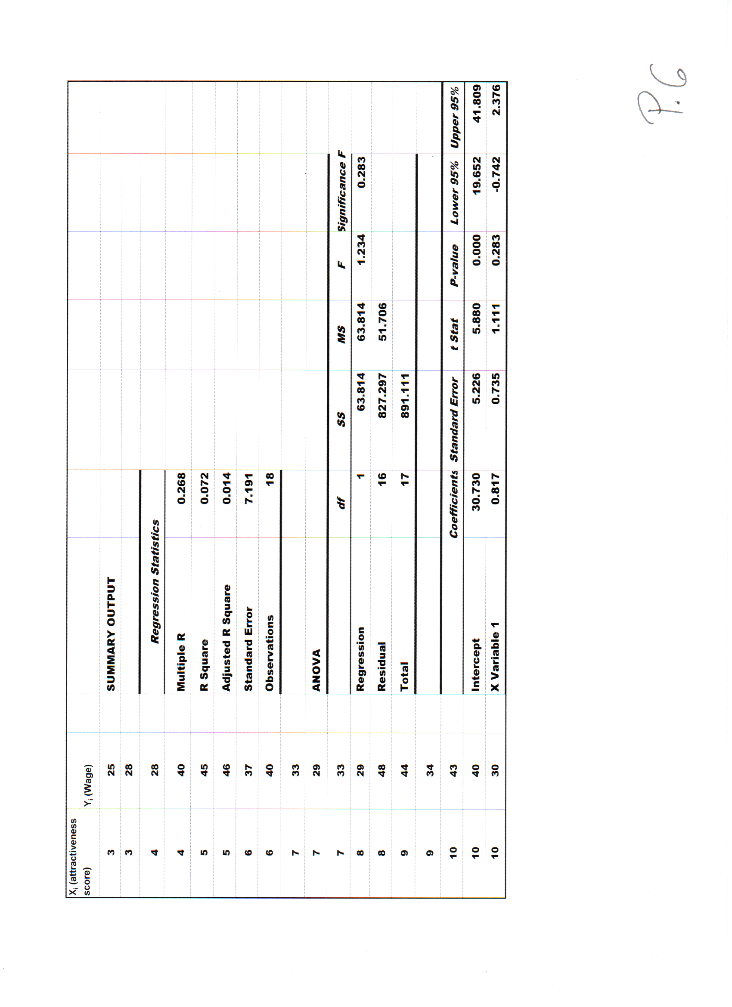 X_i (attractiveness
score) Y_i (Wage)
3 25 SUMMARY OUTPUT
3 28
4 28 Regression Statistics
4 40 Multiple R 0.268
5 45 R Square 0.072
5 46 Adjusted R Square 0.014
6 37 Standard Error 7.191
6 40 Observations 18
7 33
7 29 ANOVA
7 33 df SS MS F Significance F
8 29 Regression 1 63.814 63.814 1.234 0.283
8 48 Residual 16 827.297 51.706
9 44 Total 17 891.111
9 34
10 43 Coefficients Standard Error t Stat P-value Lower 95% Upper 95%
10 40 Intercept 30.730 5.226 5.880 0.000 19.652 41.809
10 30 X Variable 1 0.817 0.735 1.111 0.283 -0.742 2.376
P.6